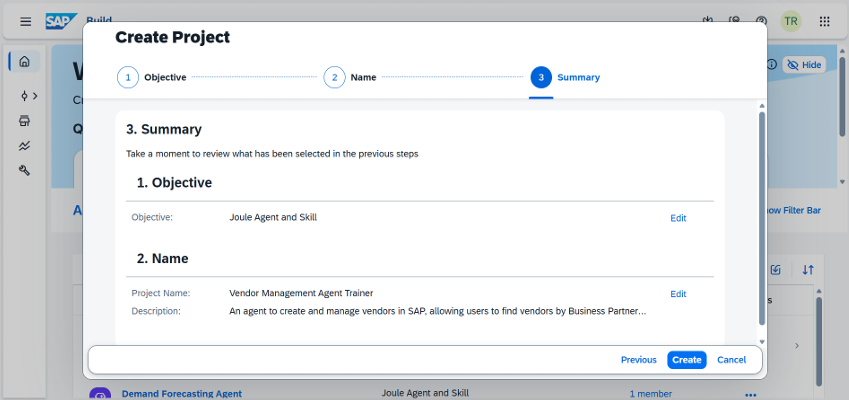 SAP Build
TR
Create Project
Hide
1 Objective 2 Name 3 Summary
3. Summary
Take a moment to review what has been selected in the previous steps
1. Objective
Objective: Joule Agent and Skill Edit
2. Name
Project Name: Vendor Management Agent Trainer Edit
Description: An agent to create and manage vendors in SAP, allowing users to find vendors by Business Partner...
Filter Bar
Previous Create Cancel
Demand Forecasting Agent Joule Agent and Skill 1 member